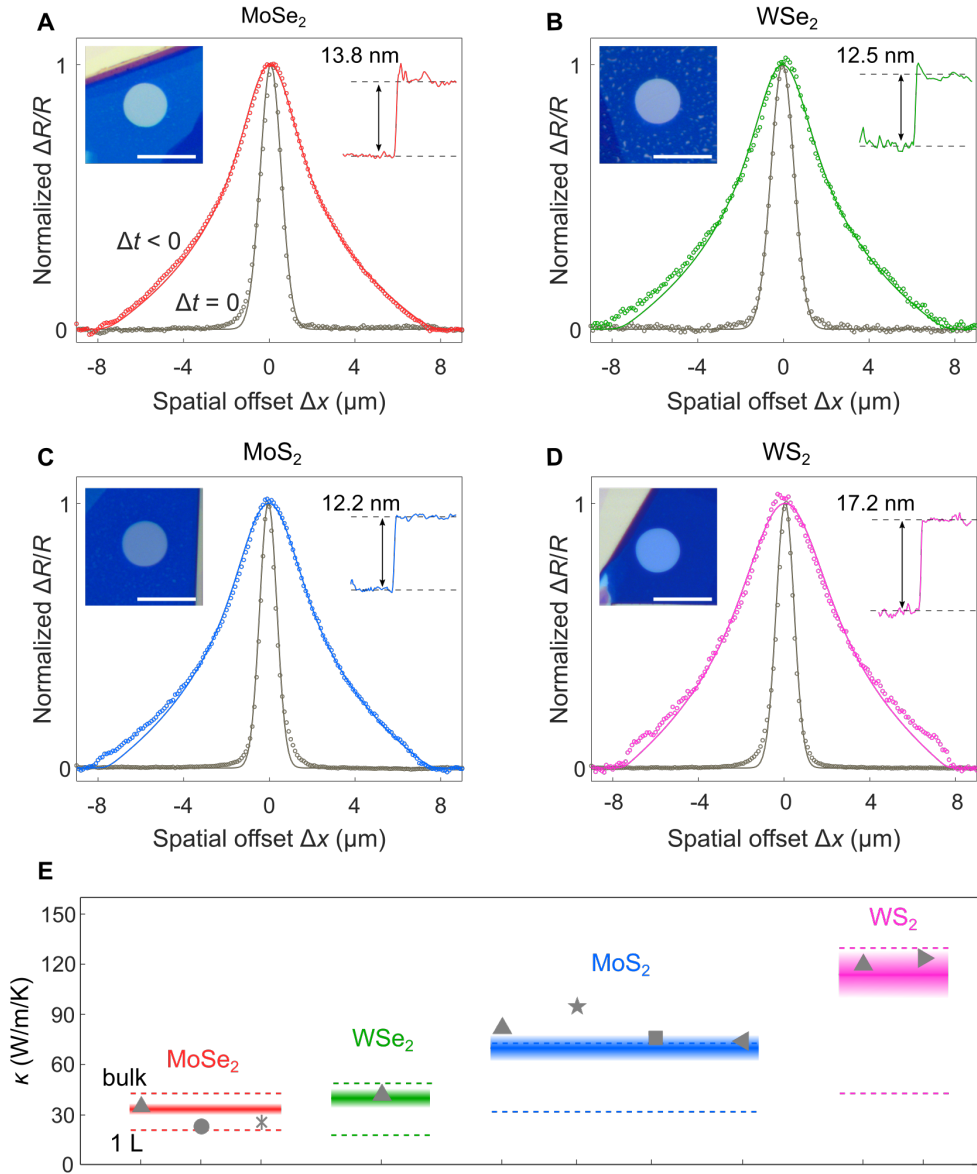 A
MoSe₂
Normalized ΔR/R
1
0
13.8 nm
Δt < 0
Δt = 0
-8 -4 0 4 8
Spatial offset Δx (μm)
B
WSe₂
Normalized ΔR/R
1
0
12.5 nm
-8 -4 0 4 8
Spatial offset Δx (μm)
C
MoS₂
Normalized ΔR/R
1
0
12.2 nm
-8 -4 0 4 8
Spatial offset Δx (μm)
D
WS₂
Normalized ΔR/R
1
0
17.2 nm
-8 -4 0 4 8
Spatial offset Δx (μm)
E
κ (W/m/K)
150
120
90
60
30
0
bulk
1 L
MoSe₂
WSe₂
MoS₂
WS₂